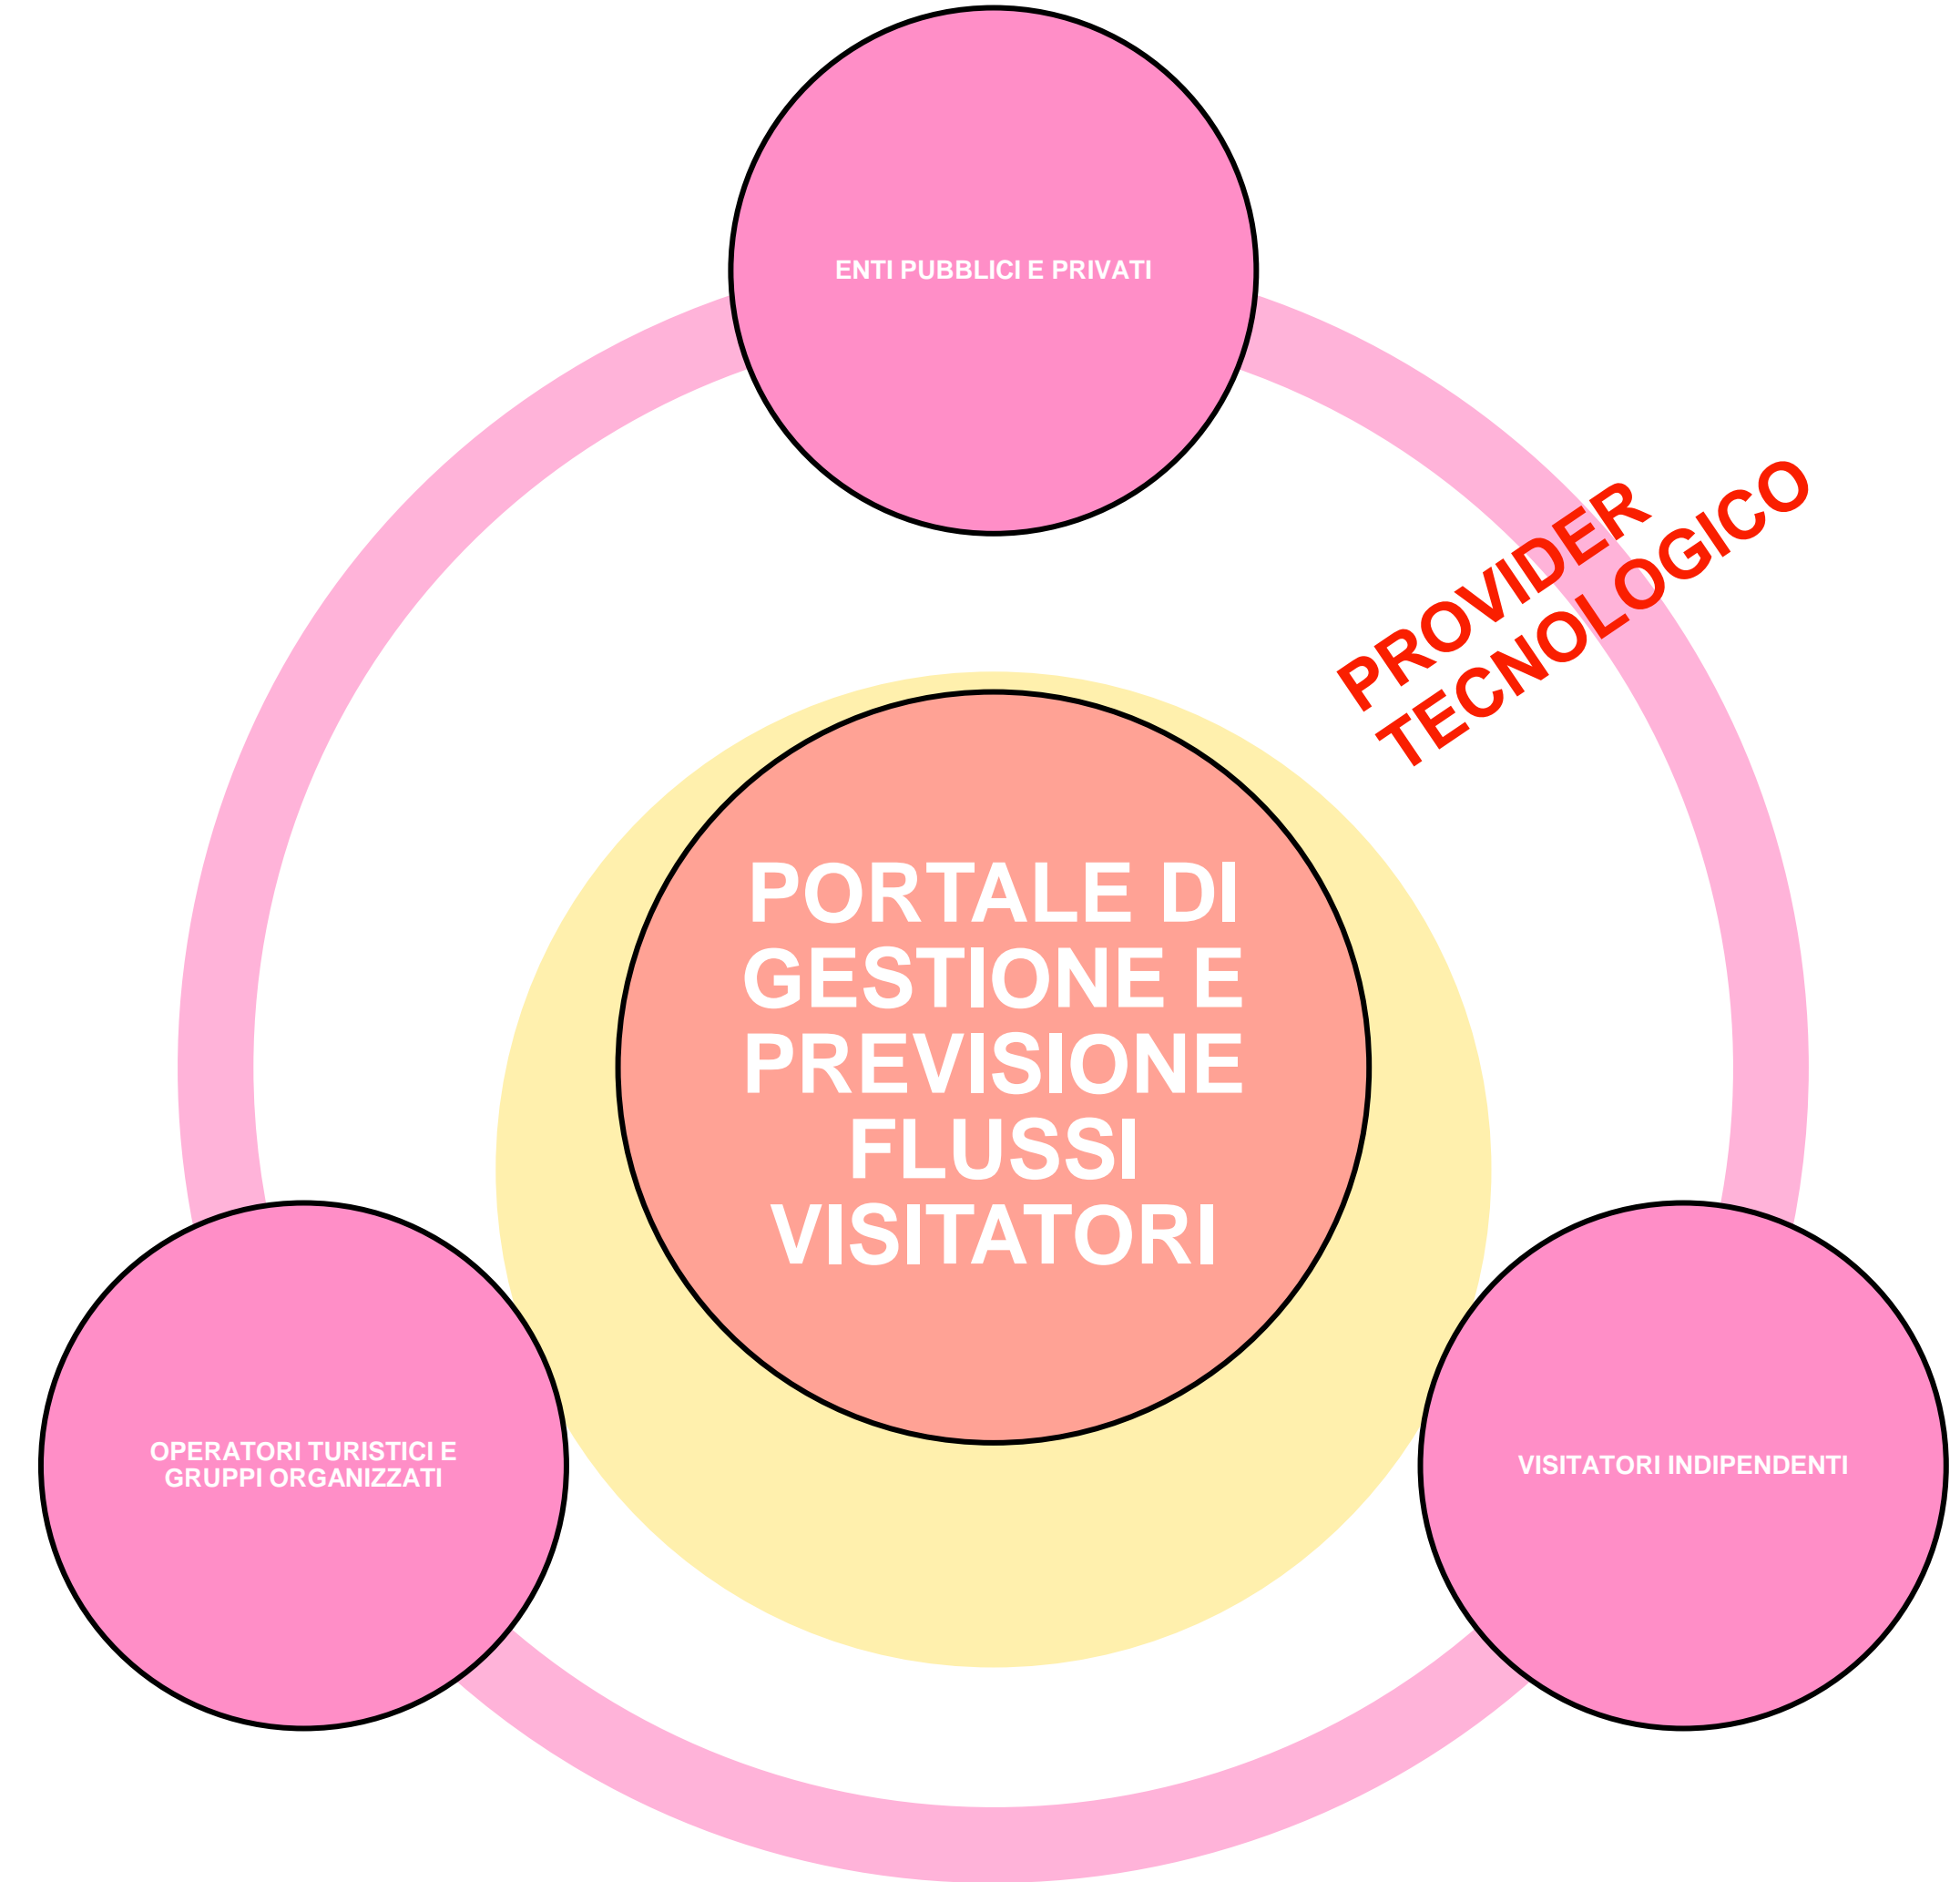 ENTI PUBBLICI E PRIVATI
PROVIDER
TECNOLOGICO
PORTALE DI
GESTIONE E
PREVISIONE
FLUSSI
VISITATORI
OPERATORI TURISTICI E
GRUPPI ORGANIZZATI
VISITATORI INDIPENDENTI